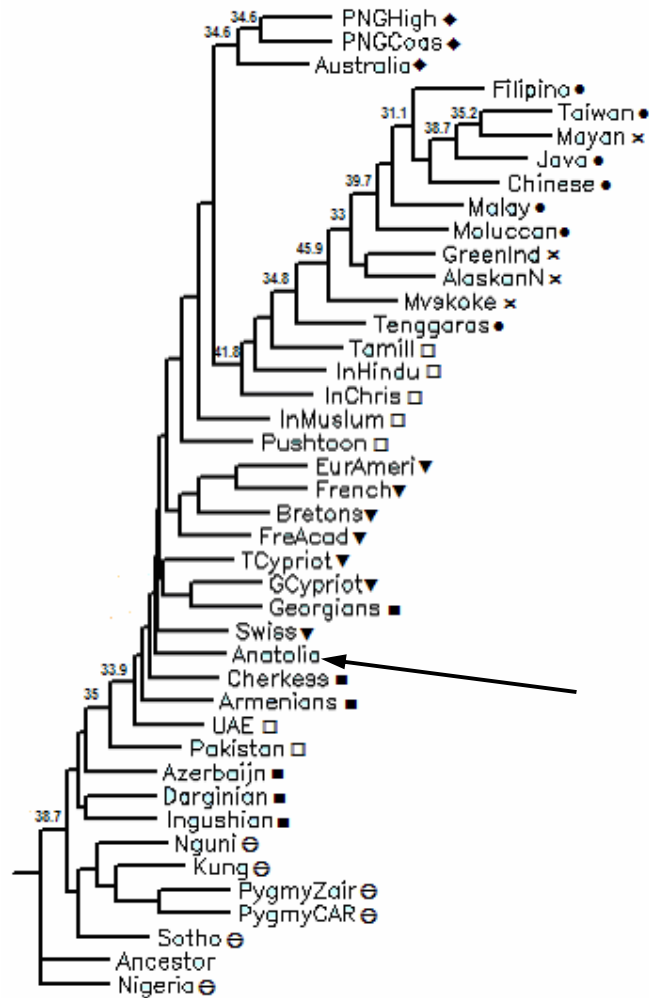 34.6
PNGHigh
34.6
PNGCoas
Australia
Filipino
31.1
35.2
Taiwan
38.7
Mayan
Java
39.7
Chinese
33
Malay
Moluccan
45.9
GreenInd
34.8
AlaskanN
Mvskoke
Tenggaras
41.8
Tamill
InHindu
InChris
InMuslum
Pushtoon
EurAmeri
French
Bretons
FreAcad
TCypriot
GCypriot
Georgians
Swiss
Anatolia
33.9
Cherkess
35
Armenians
UAE
Pakistan
Azerbaijn
Darginian
38.7
Ingushian
Nguni
Kung
PygmyZair
PygmyCAR
Sotho
Ancestor
Nigeria